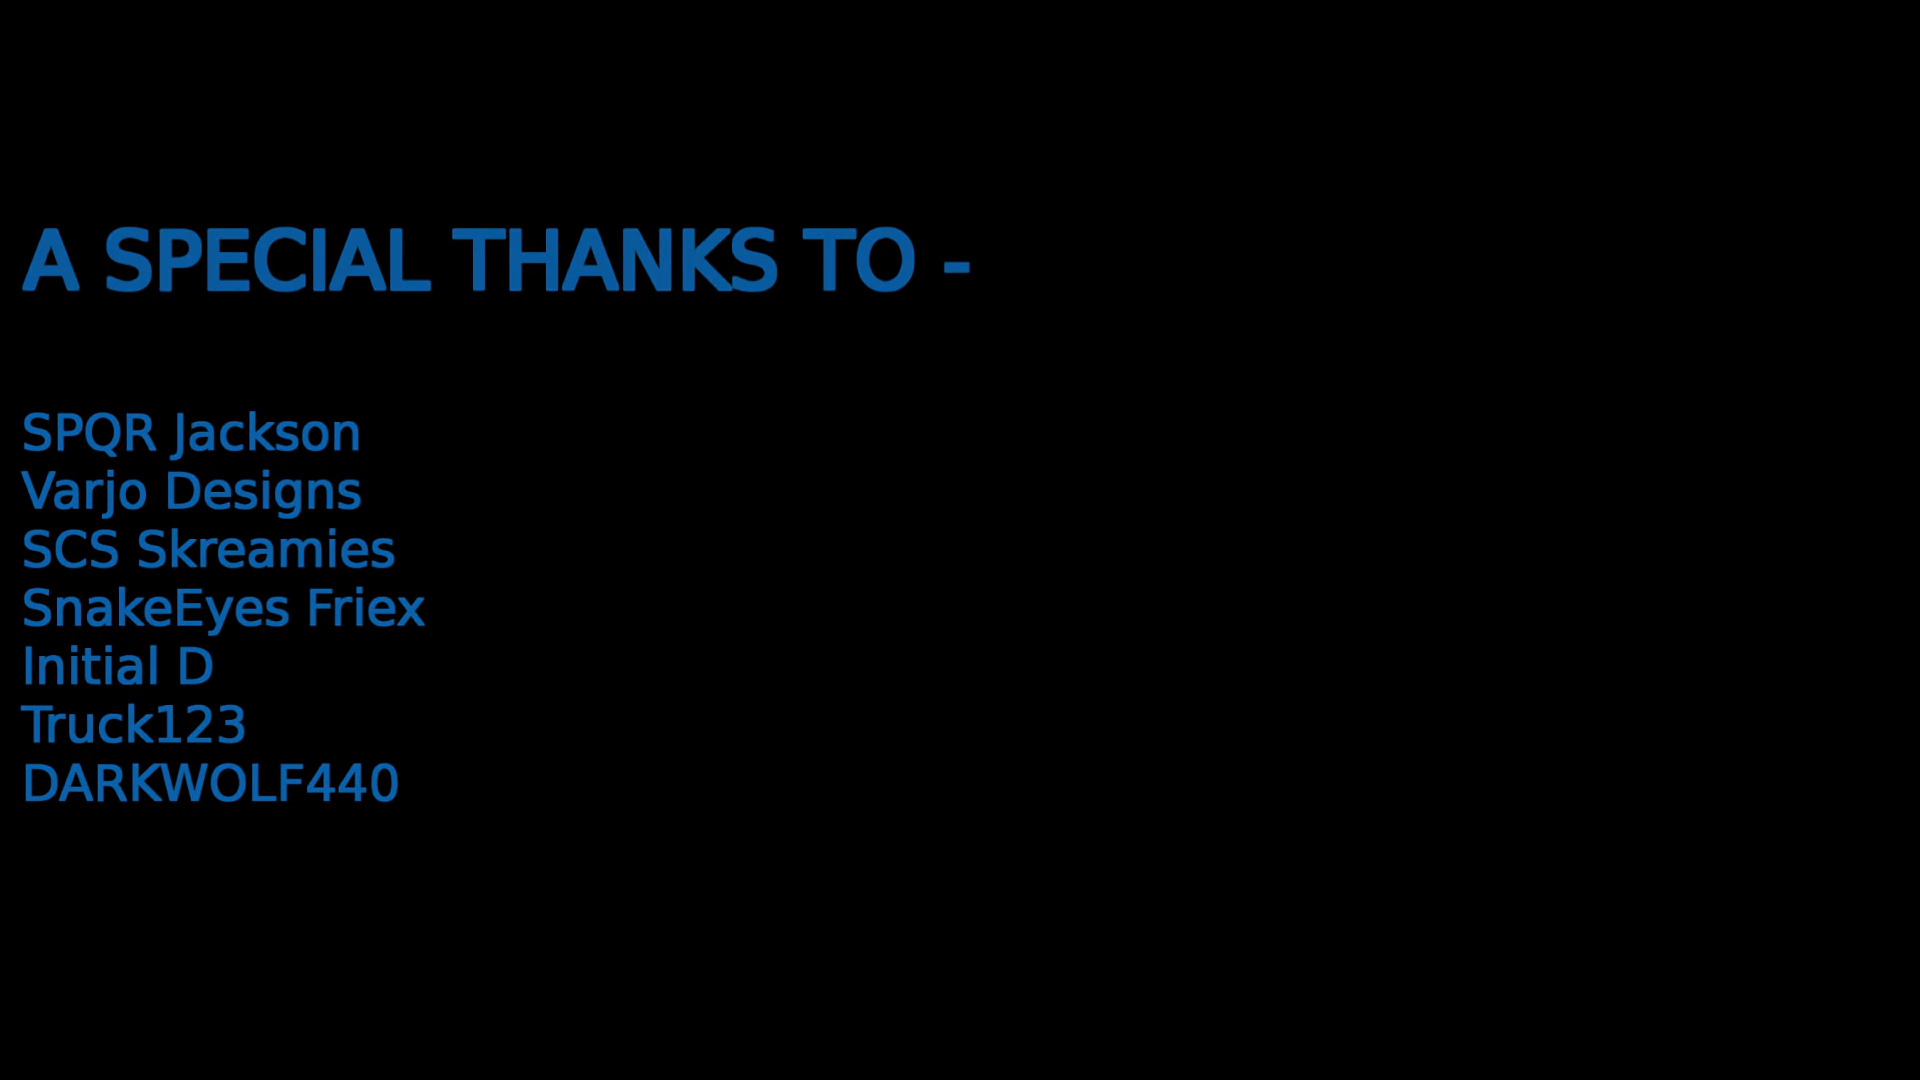 A SPECIAL THANKS TO -
SPQR Jackson
Varjo Designs
SCS Skreamies
SnakeEyes Friex
Initial D
Truck123
DARKWOLF440